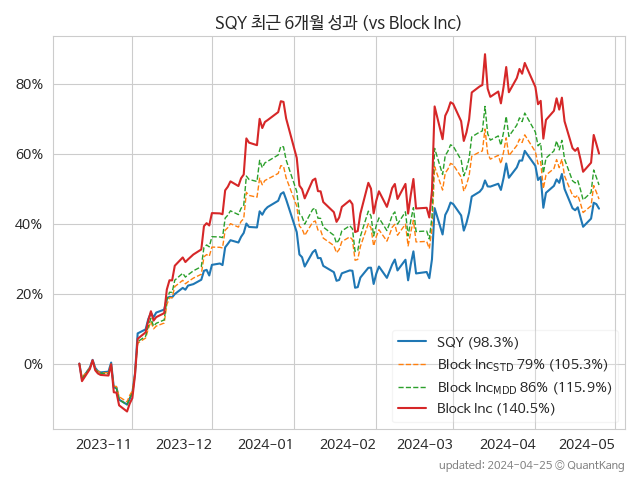 SQY 최근 6개월 성과 (vs Block Inc)
80%
60%
40%
20%
0%
SQY (98.3%)
Block IncSTD 79% (105.3%)
Block IncMDD 86% (115.9%)
Block Inc (140.5%)
2023-11 2023-12 2024-01 2024-02 2024-03 2024-04 2024-05
updated: 2024-04-25 © QuantKang